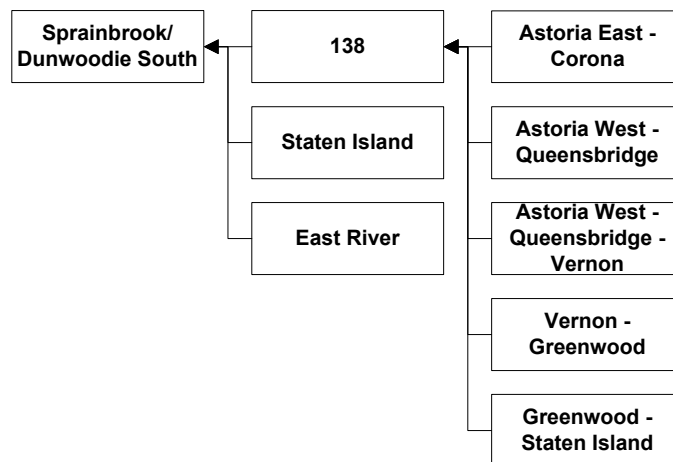 Sprainbrook/
Dunwoodie South
138
Astoria East -
Corona
Staten Island
Astoria West -
Queensbridge
East River
Astoria West -
Queensbridge -
Vernon
Vernon -
Greenwood
Greenwood -
Staten Island